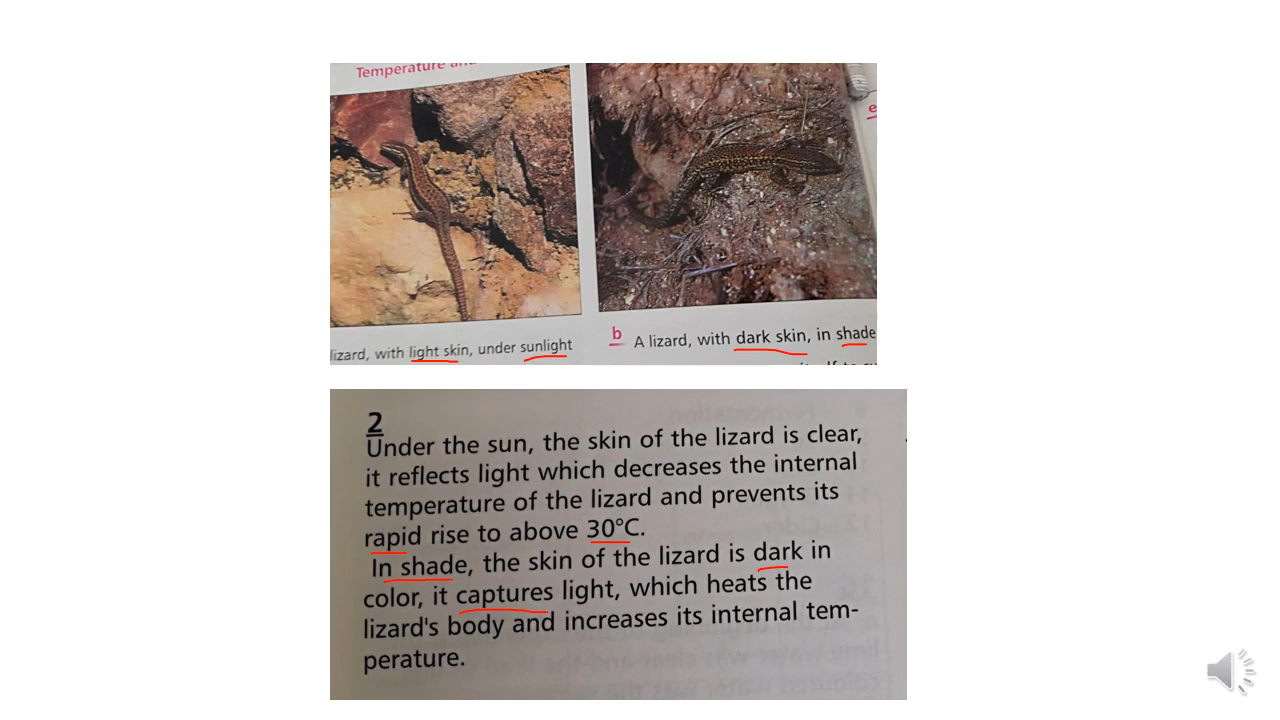 Temperature and
lizard, with light skin, under sunlight
b A lizard, with dark skin, in shade
2
Under the sun, the skin of the lizard is clear,
it reflects light which decreases the internal
temperature of the lizard and prevents its
rapid rise to above 30°C.
In shade, the skin of the lizard is dark in
color, it captures light, which heats the
lizard's body and increases its internal tem-
perature.